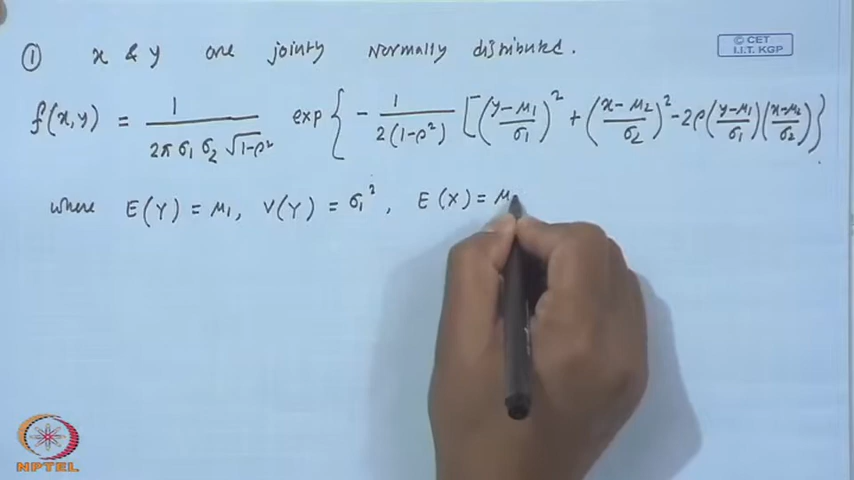 ① x & y are jointly Normally distributed.
© CET
I.I.T. KGP
f(x,y) = 1 / 2π σ₁ σ₂ √1-ρ² exp { - 1 / 2(1-ρ²) [ (y-μ₁ / σ₁)² + (x-μ₂ / σ₂)² - 2ρ (y-μ₁ / σ₁)(x-μ₂ / σ₂) }.
where E(Y) = μ₁, V(Y) = σ₁², E(X) = μ
NPTEL